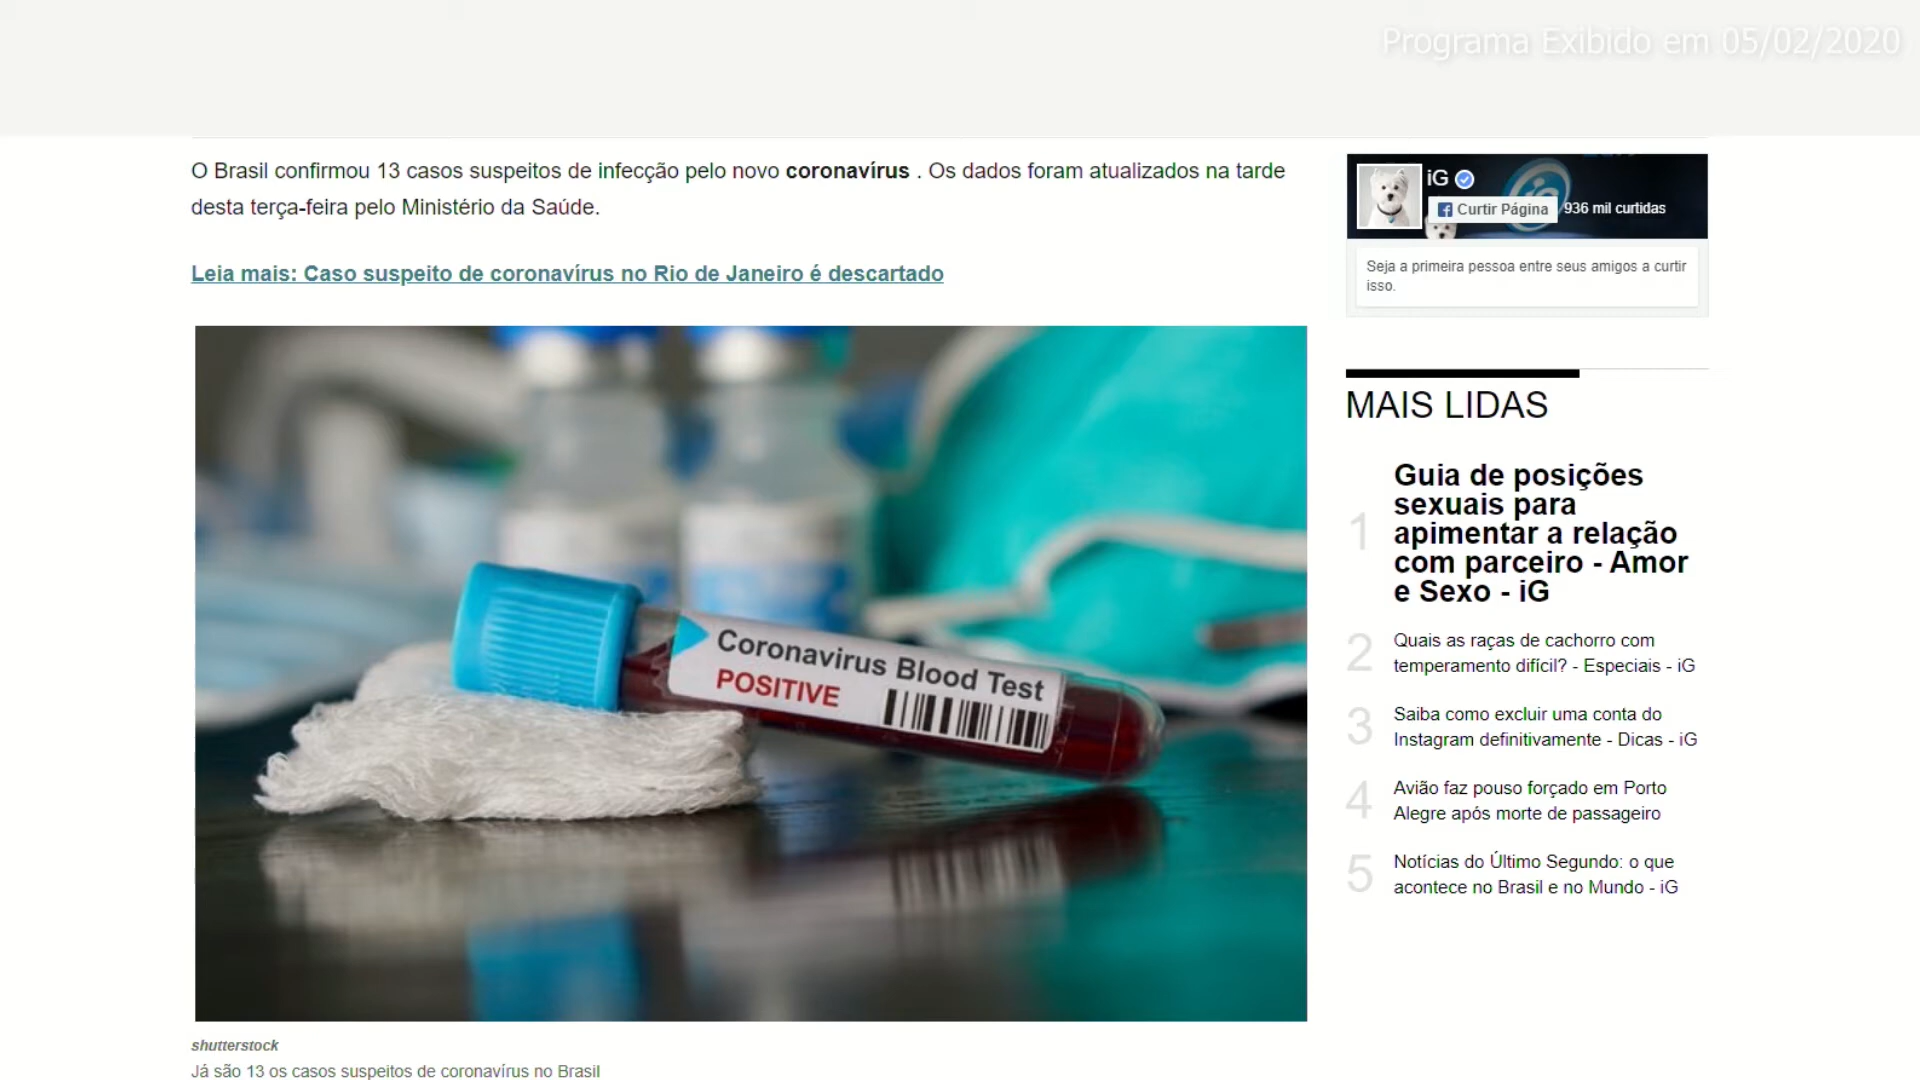 Programa Exibido em 05/02/2020
O Brasil confirmou 13 casos suspeitos de infecção pelo novo coronavírus . Os dados foram atualizados na tarde
desta terça-feira pelo Ministério da Saúde.
Leia mais: Caso suspeito de coronavírus no Rio de Janeiro é descartado
Coronavirus Blood Test
POSITIVE
shutterstock
Já são 13 os casos suspeitos de coronavírus no Brasil
iG
Curtir Página
936 mil curtidas
Seja a primeira pessoa entre seus amigos a curtir
isso.
MAIS LIDAS
1
Guia de posições
sexuais para
apimentar a relação
com parceiro - Amor
e Sexo - iG
2
Quais as raças de cachorro com
temperamento difícil? - Especiais - iG
3
Saiba como excluir uma conta do
Instagram definitivamente - Dicas - iG
4
Avião faz pouso forçado em Porto
Alegre após morte de passageiro
5
Notícias do Último Segundo: o que
acontece no Brasil e no Mundo - iG